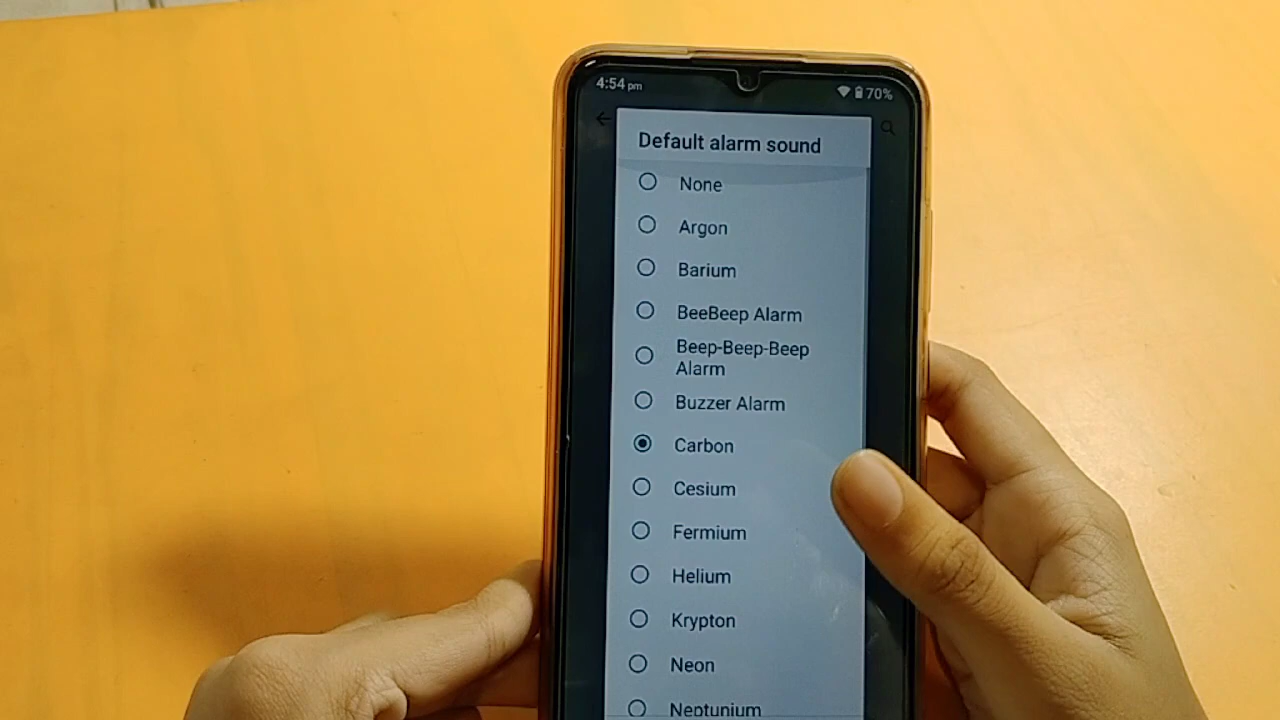 4:54 pm 70%
Default alarm sound
None
Argon
Barium
BeeBeep Alarm
Beep-Beep-Beep
Alarm
Buzzer Alarm
Carbon
Cesium
Fermium
Helium
Krypton
Neon
Neptunium